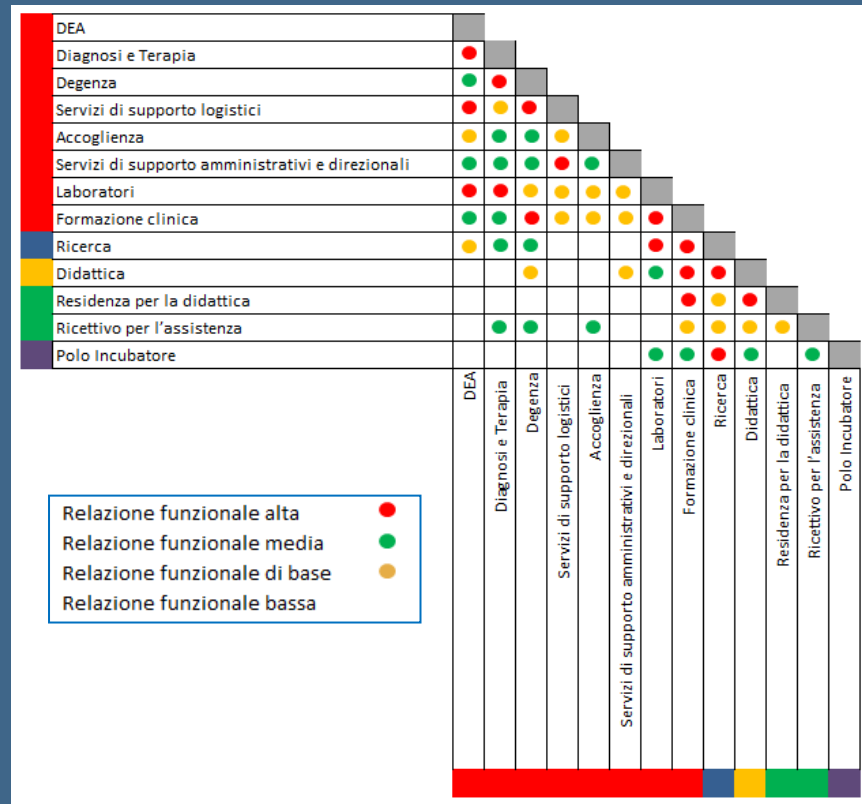 DEA
Diagnosi e Terapia
Degenza
Servizi di supporto logistici
Accoglienza
Servizi di supporto amministrativi e direzionali
Laboratori
Formazione clinica
Ricerca
Didattica
Residenza per la didattica
Ricettivo per l'assistenza
Polo Incubatore
DEA
Diagnosi e Terapia
Degenza
Servizi di supporto logistici
Accoglienza
Servizi di supporto amministrativi e direzionali
Laboratori
Formazione clinica
Ricerca
Didattica
Residenza per la didattica
Ricettivo per l'assistenza
Polo Incubatore
Relazione funzionale alta
Relazione funzionale media
Relazione funzionale di base
Relazione funzionale bassa